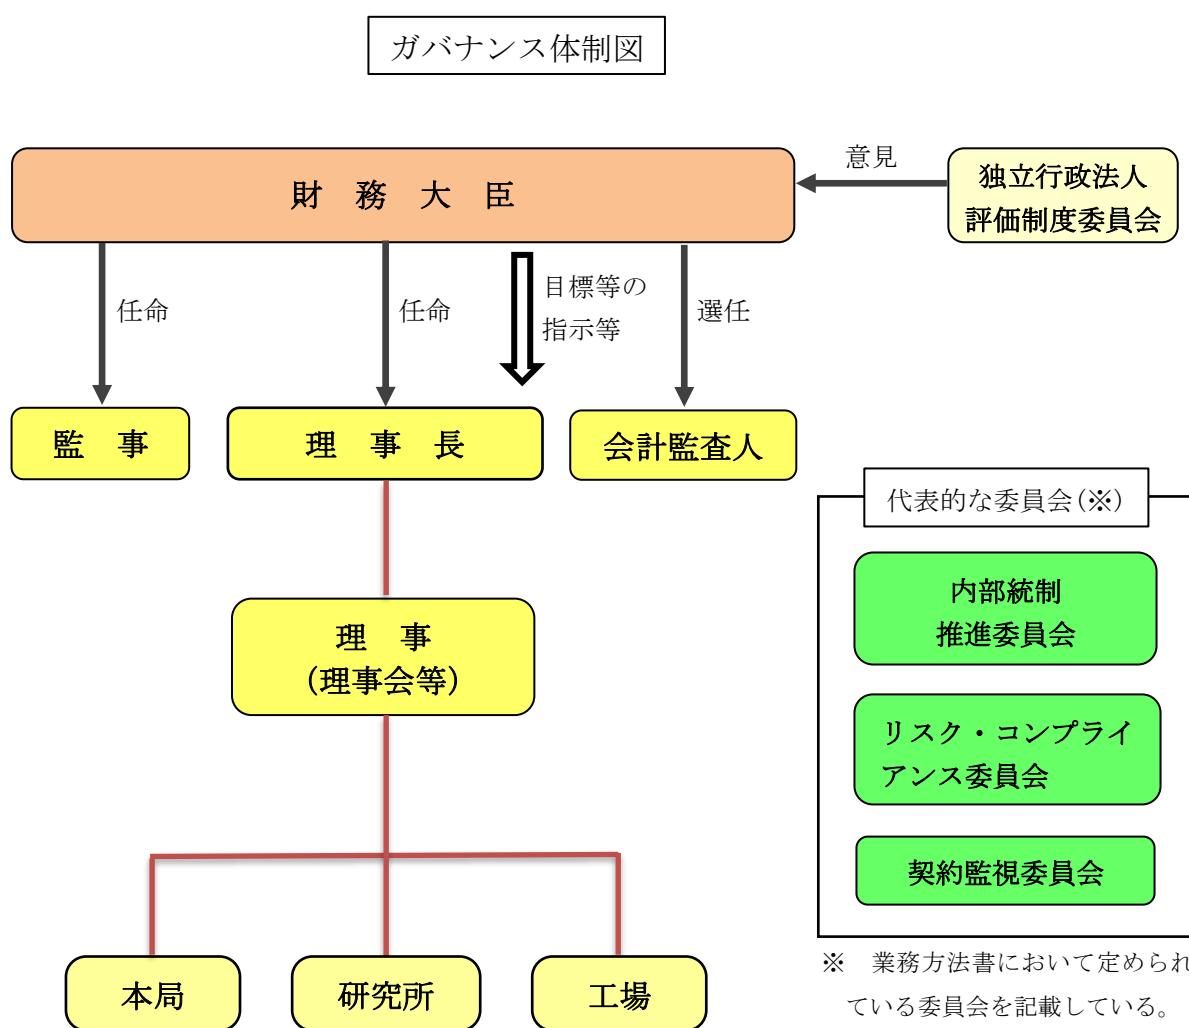 ガバナンス体制図
財　務　大　臣
意見
独立行政法人
評価制度委員会
任命
任命
目標等の
指示等
選任
監　事
理　事　長
会計監査人
代表的な委員会(※)
内部統制
推進委員会
理　事
(理事会等)
リスク・コンプライ
アンス委員会
契約監視委員会
本局
研究所
工場
※　業務方法書において定められ
ている委員会を記載している。